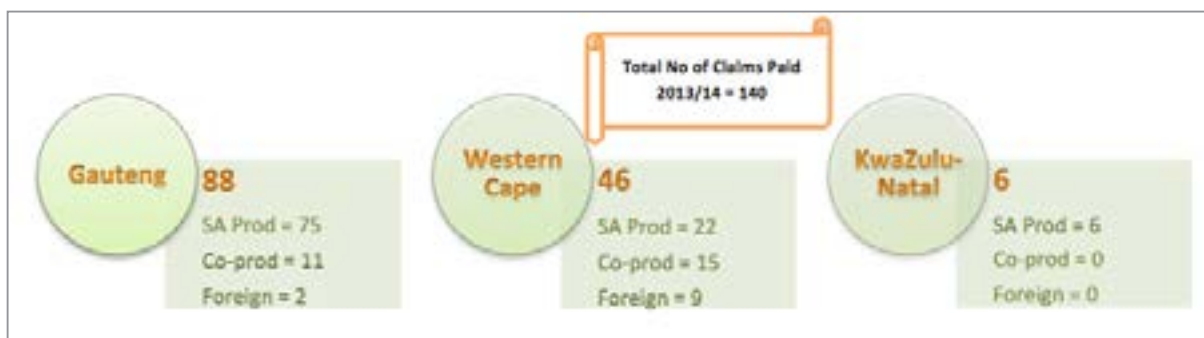 Total No of Claims Paid
2013/14 = 140
Gauteng
88
SA Prod = 75
Co-prod = 11
Foreign = 2
Western
Cape
46
SA Prod = 22
Co-prod = 15
Foreign = 9
KwaZulu-
Natal
6
SA Prod = 6
Co-prod = 0
Foreign = 0